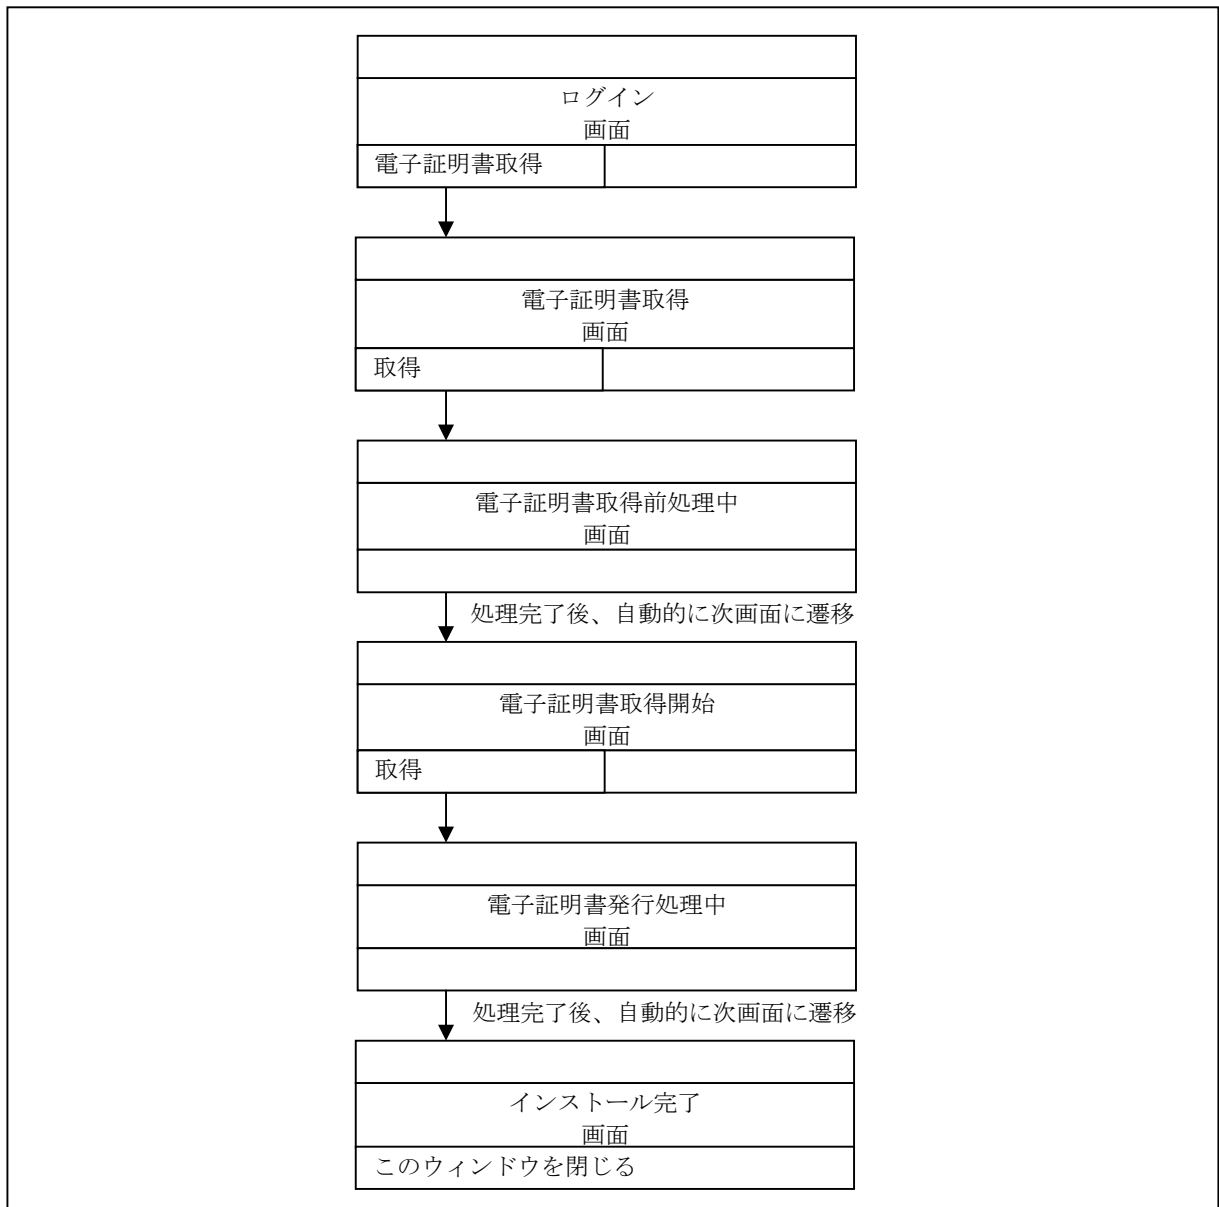 ログイン
画面
電子証明書取得
電子証明書取得
画面
取得
電子証明書取得前処理中
画面
処理完了後、自動的に次画面に遷移
電子証明書取得開始
画面
取得
電子証明書発行処理中
画面
処理完了後、自動的に次画面に遷移
インストール完了
画面
このウィンドウを閉じる